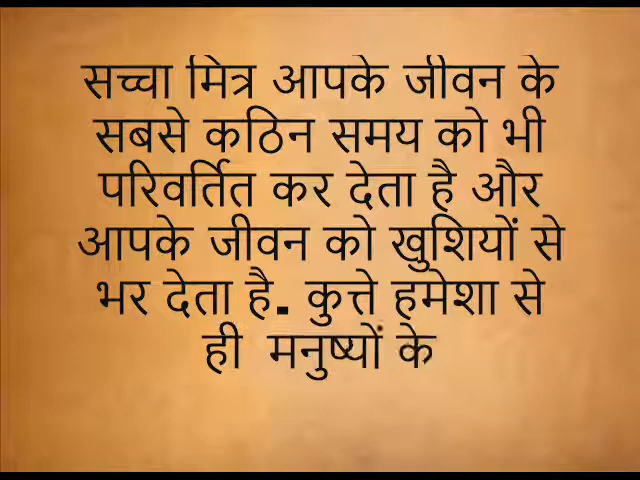 सच्चा मित्र आपके जीवन के
सबसे कठिन समय को भी
परिवर्तित कर देता है और
आपके जीवन को खुशियों से
भर देता है. कुत्ते हमेशा से
ही मनुष्यों के